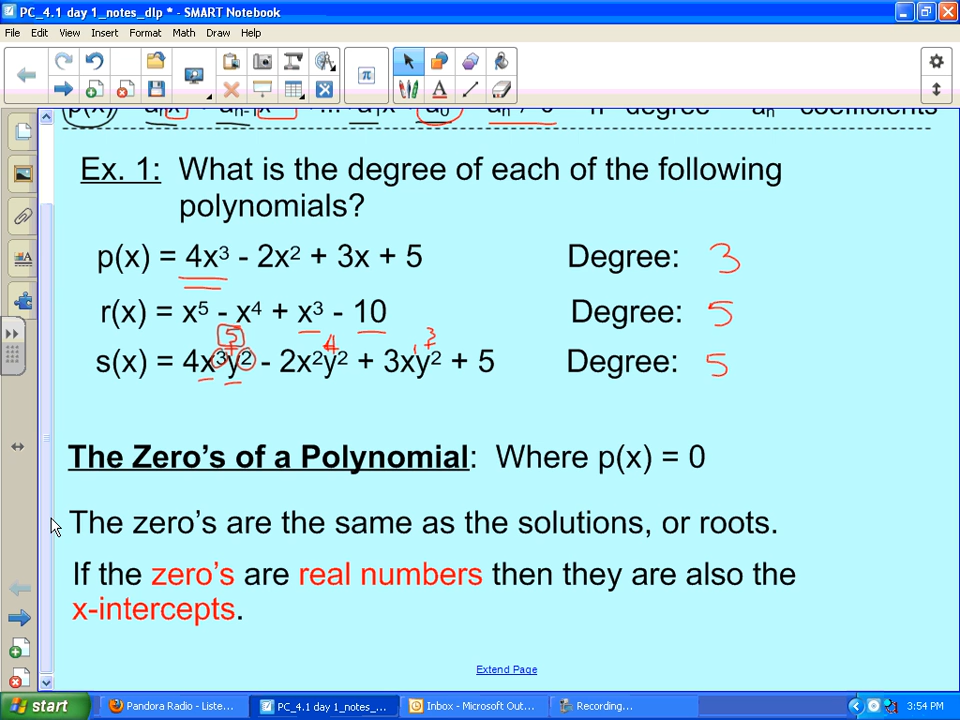 PC_4.1 day 1_notes_dlp * - SMART Notebook
File Edit View Insert Format Math Draw Help
p(x) ... degree coefficients
Ex. 1: What is the degree of each of the following
polynomials?
p(x) = 4x³ - 2x² + 3x + 5 Degree: 3
r(x) = x⁵ - x⁴ + x³ - 10 Degree: 5
5 4 3
s(x) = 4x³y² - 2x²y² + 3xy² + 5 Degree: 5
The Zero's of a Polynomial: Where p(x) = 0
The zero's are the same as the solutions, or roots.
If the zero's are real numbers then they are also the
x-intercepts.
Extend Page
start Pandora Radio - Liste... PC_4.1 day 1_notes_... Inbox - Microsoft Out... Recording... 3:54 PM